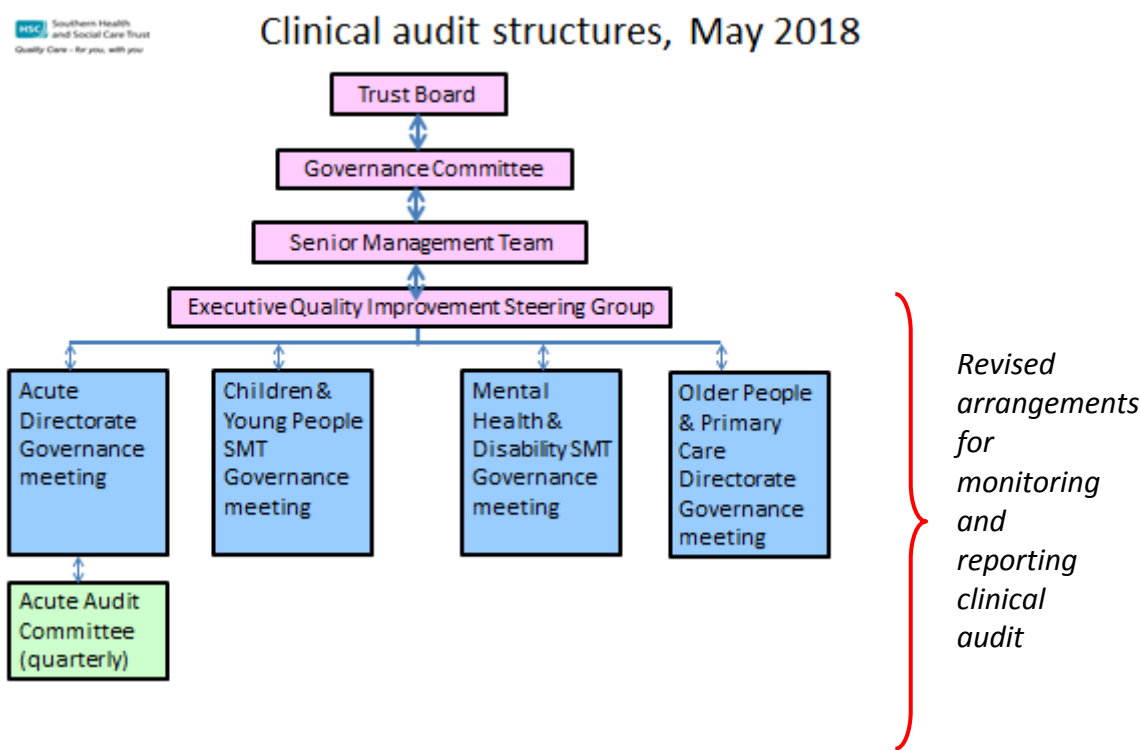 HSC Southern Health
and Social Care Trust
Quality Care - for you, with you
Clinical audit structures, May 2018
Trust Board
Governance Committee
Senior Management Team
Executive Quality Improvement Steering Group
Acute
Directorate
Governance
meeting
Children &
Young People
SMT
Governance
meeting
Mental
Health &
Disability SMT
Governance
meeting
Older People
& Primary
Care
Directorate
Governance
meeting
Acute Audit
Committee
(quarterly)
Revised
arrangements
for
monitoring
and
reporting
clinical
audit